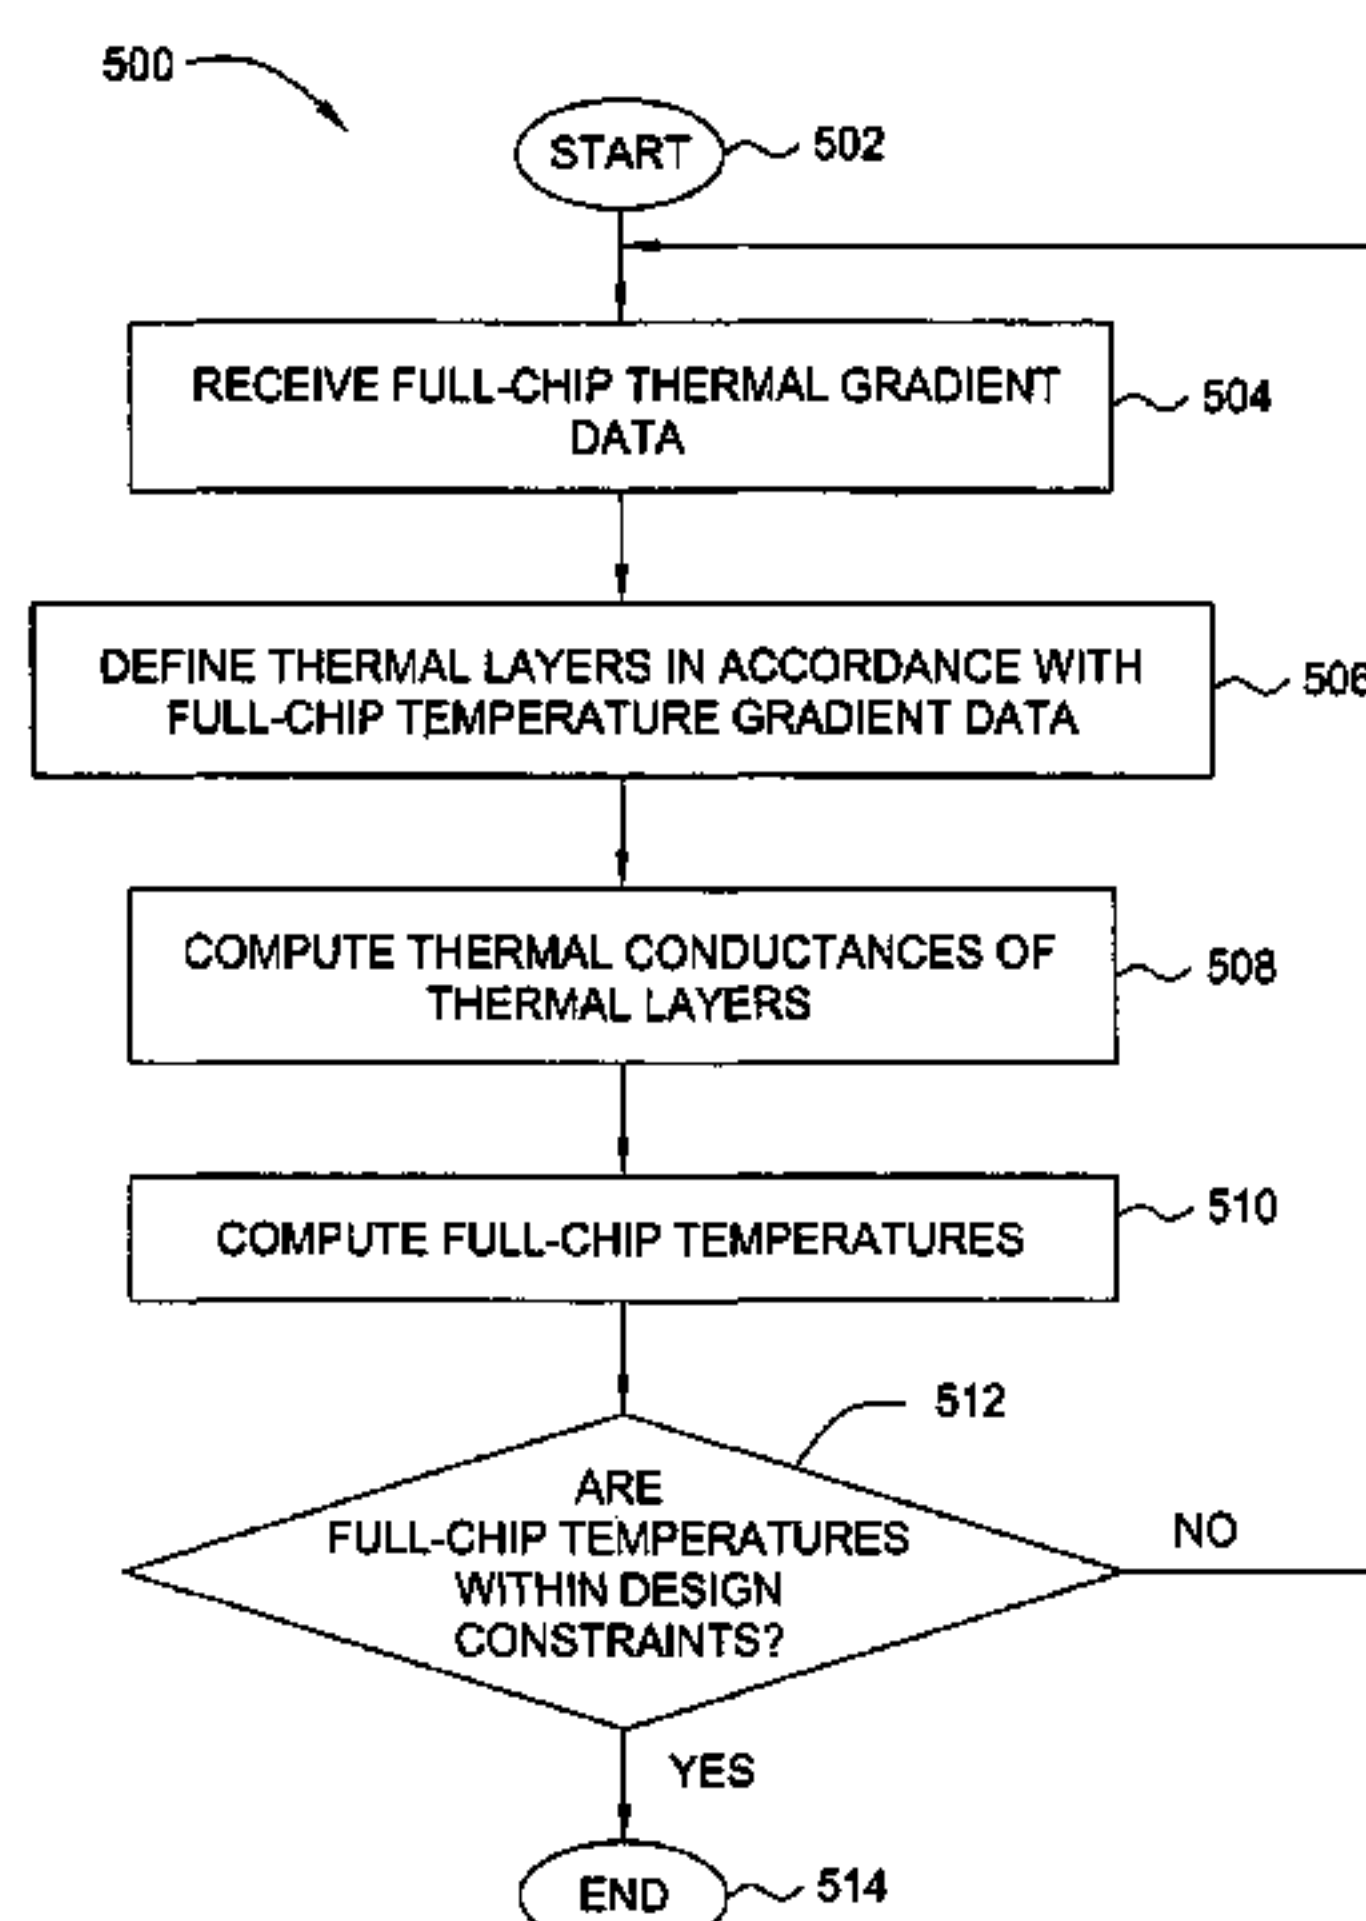 500
START
502
RECEIVE FULL-CHIP THERMAL GRADIENT
DATA
504
DEFINE THERMAL LAYERS IN ACCORDANCE WITH
FULL-CHIP TEMPERATURE GRADIENT DATA
506
COMPUTE THERMAL CONDUCTANCES OF
THERMAL LAYERS
508
COMPUTE FULL-CHIP TEMPERATURES
510
512
ARE
FULL-CHIP TEMPERATURES
WITHIN DESIGN
CONSTRAINTS?
NO
YES
END
514